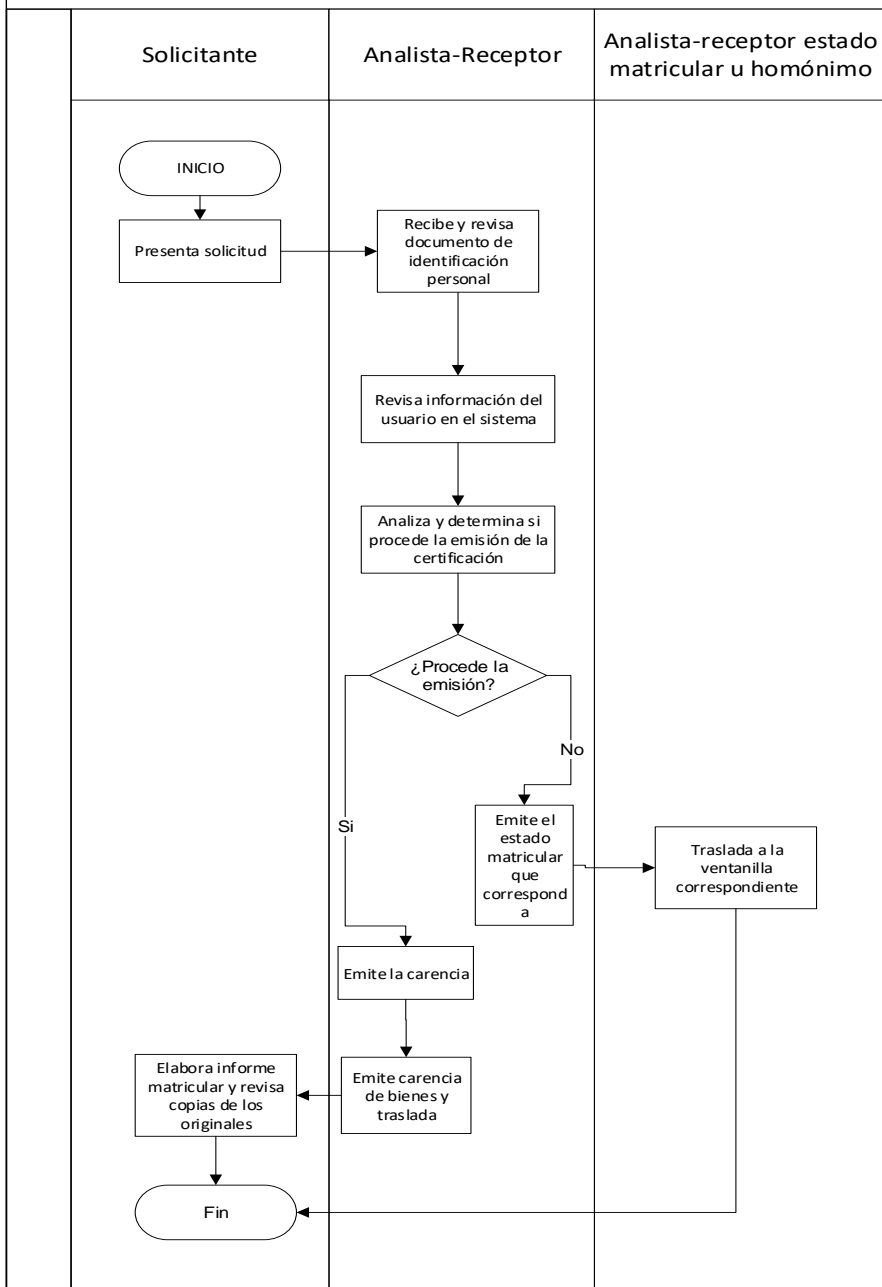 Solicitante
Analista-Receptor
Analista-receptor estado
matricular u homónimo
INICIO
Presenta solicitud
Recibe y revisa
documento de
identificación
personal
Revisa información del
usuario en el sistema
Analiza y determina si
procede la emisión de la
certificación
¿Procede la
emisión?
No
Si
Emite el
estado
matricular
que
correspond
a
Traslada a la
ventanilla
correspondiente
Emite la carencia
Emite carencia
de bienes y
traslada
Elabora informe
matricular y revisa
copias de los
originales
Fin